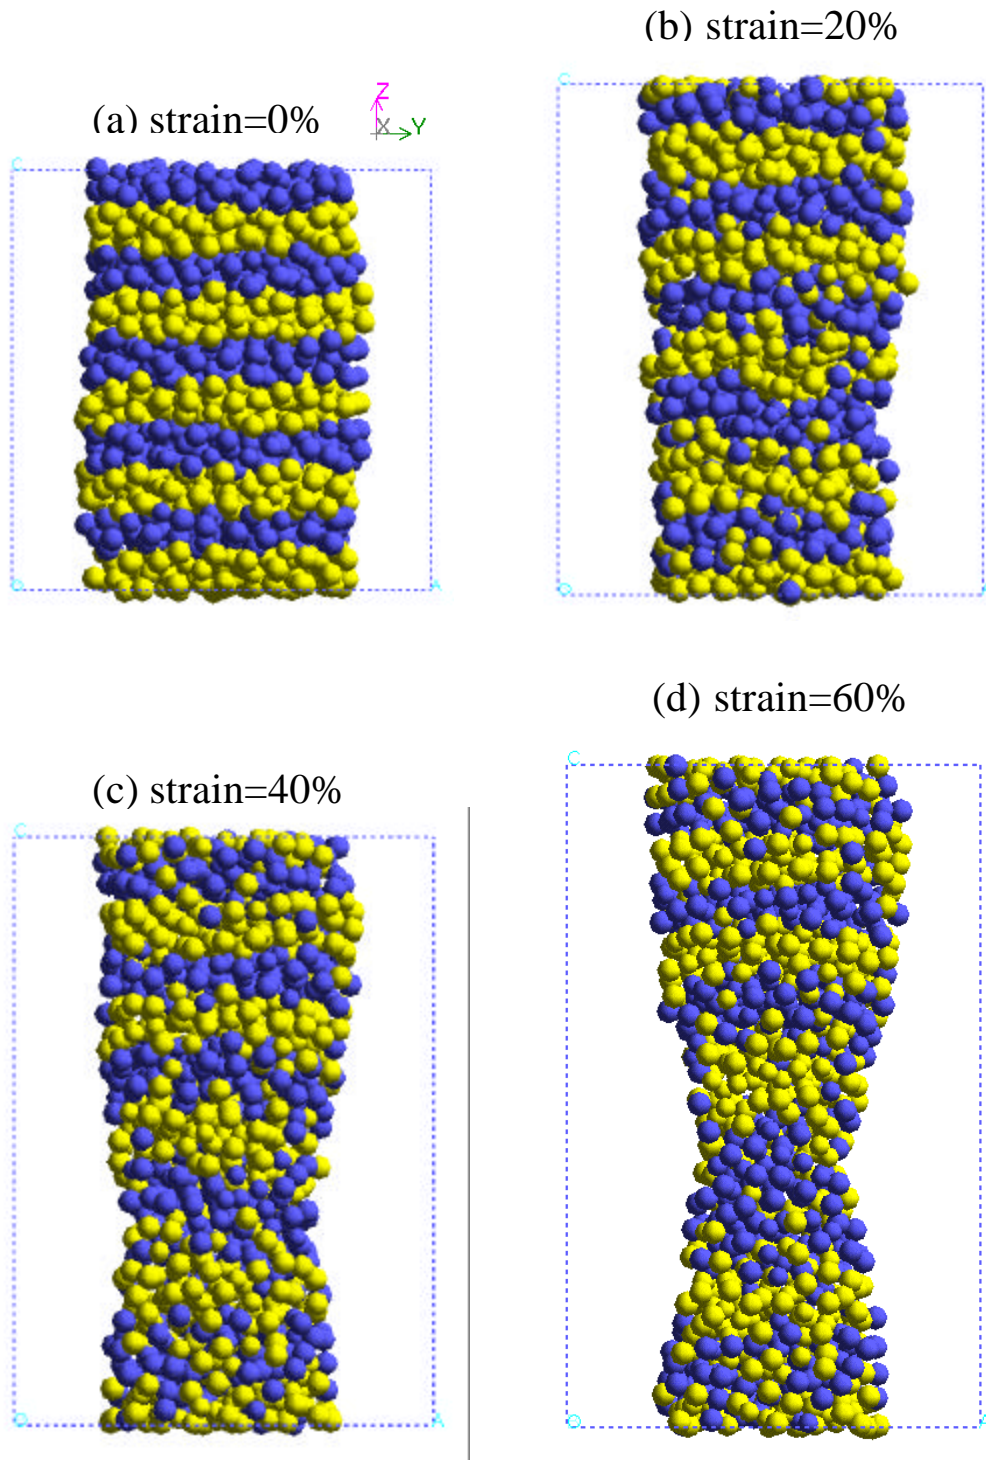 (b) strain=20%
(a) strain=0%
Z
X
Y
C
C
O
A
O
(d) strain=60%
(c) strain=40%
C
C
O
A
O